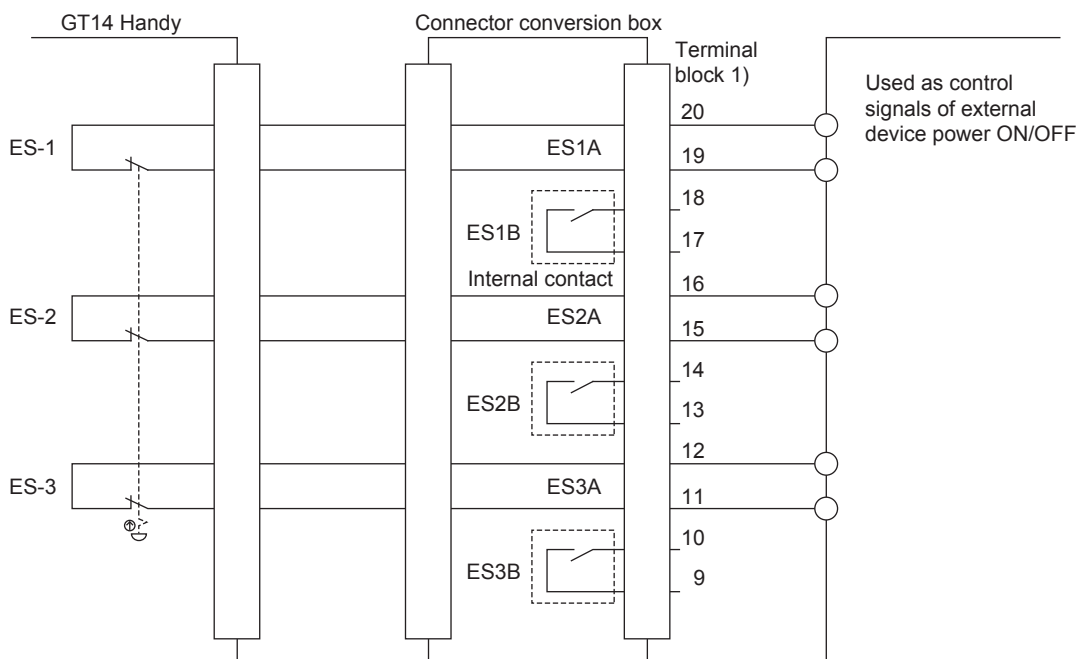 GT14 Handy
Connector conversion box
Terminal
block 1)
Used as control
signals of external
device power ON/OFF
20
ES-1
ES1A
19
18
ES1B
17
Internal contact
16
ES-2
ES2A
15
14
ES2B
13
12
ES-3
ES3A
11
10
ES3B
9